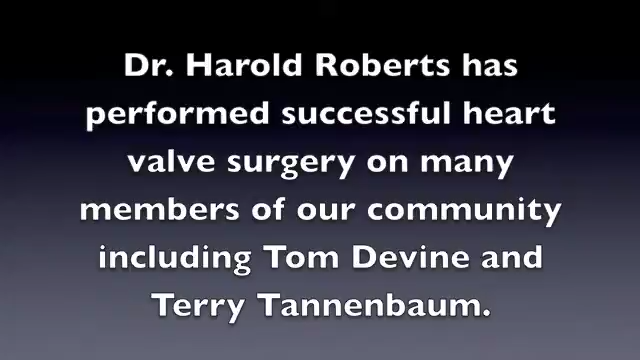 Dr. Harold Roberts has
performed successful heart
valve surgery on many
members of our community
including Tom Devine and
Terry Tannenbaum.